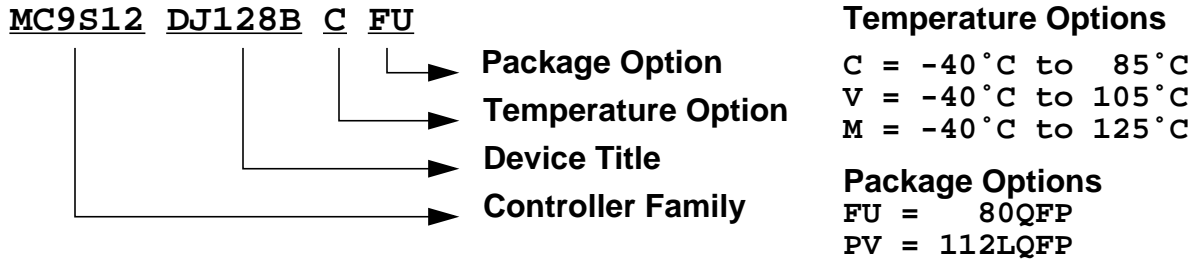 MC9S12 DJ128B C FU
Package Option
Temperature Option
Device Title
Controller Family
Temperature Options
C = -40˚C to 85˚C
V = -40˚C to 105˚C
M = -40˚C to 125˚C
Package Options
FU = 80QFP
PV = 112LQFP